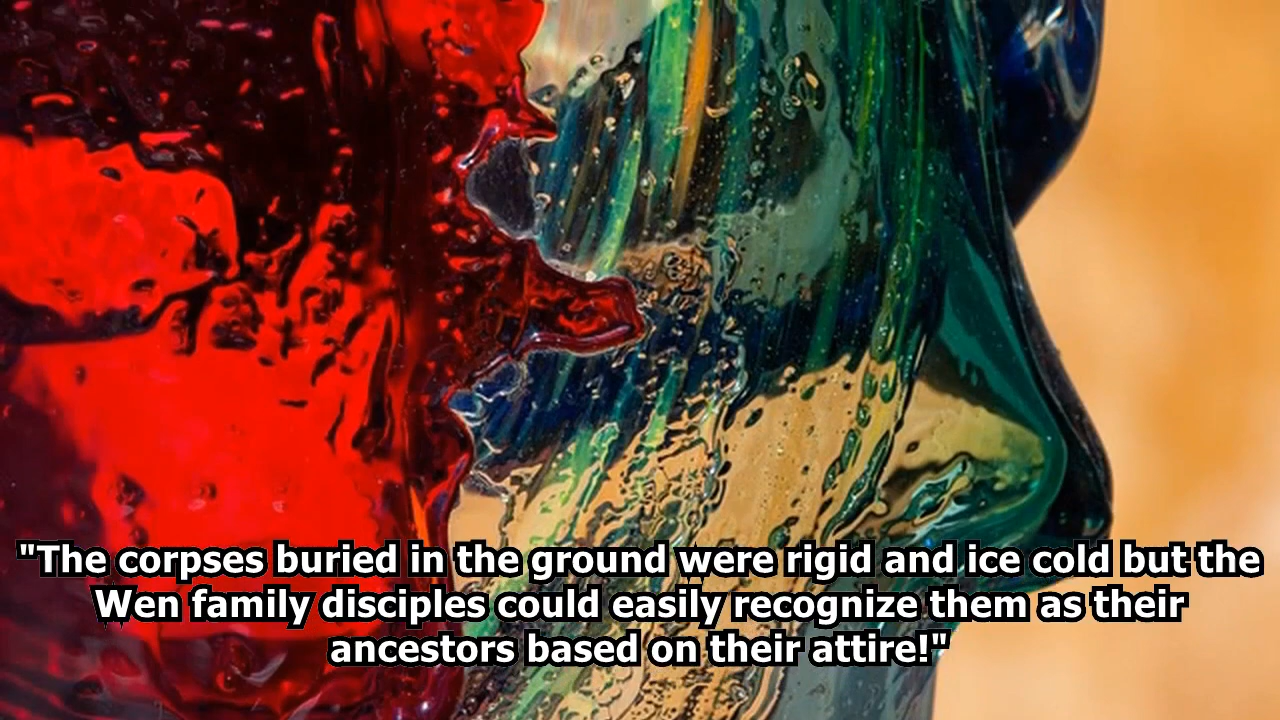 "The corpses buried in the ground were rigid and ice cold but the
Wen family disciples could easily recognize them as their
ancestors based on their attire!"